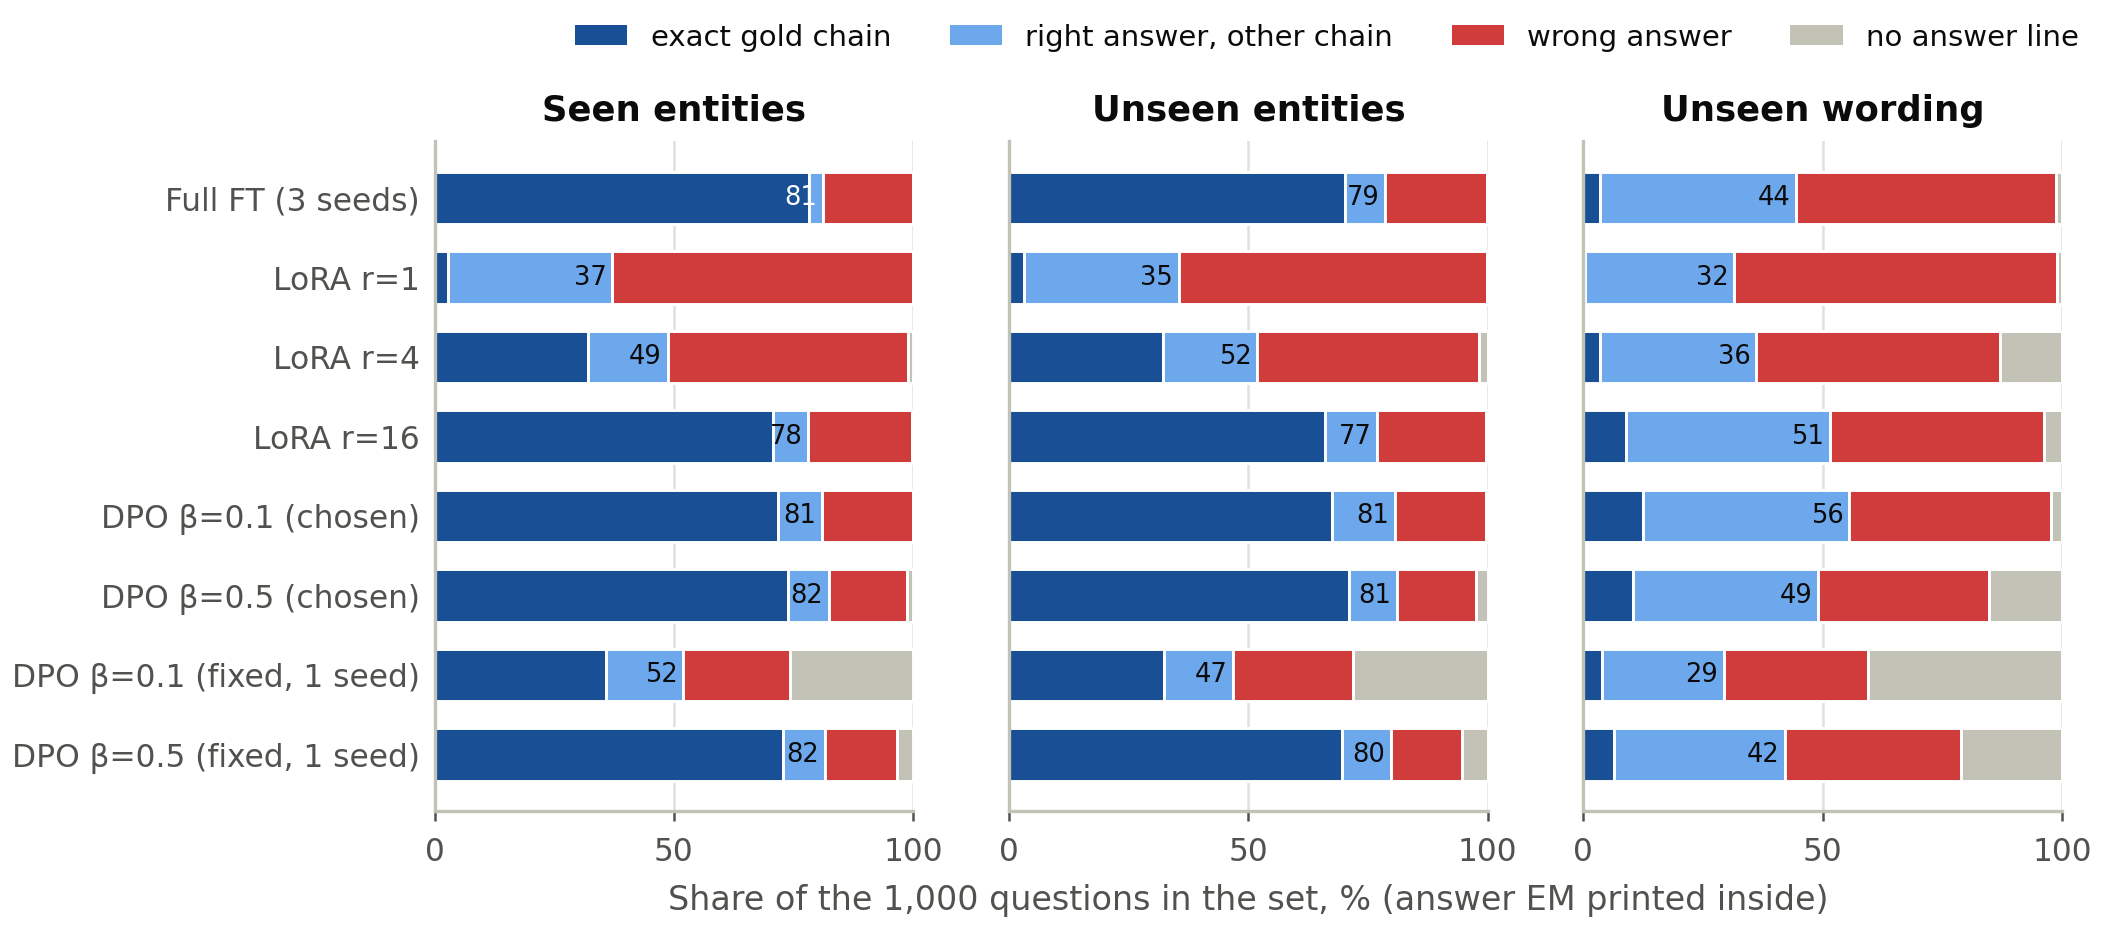 exact gold chain right answer, other chain wrong answer no answer line
Seen entities Unseen entities Unseen wording
Full FT (3 seeds) 81 79 44
LoRA r=1 37 35 32
LoRA r=4 49 52 36
LoRA r=16 78 77 51
DPO β=0.1 (chosen) 81 81 56
DPO β=0.5 (chosen) 82 81 49
DPO β=0.1 (fixed, 1 seed) 52 47 29
DPO β=0.5 (fixed, 1 seed) 82 80 42
0 50 100 0 50 100 0 50 100
Share of the 1,000 questions in the set, % (answer EM printed inside)